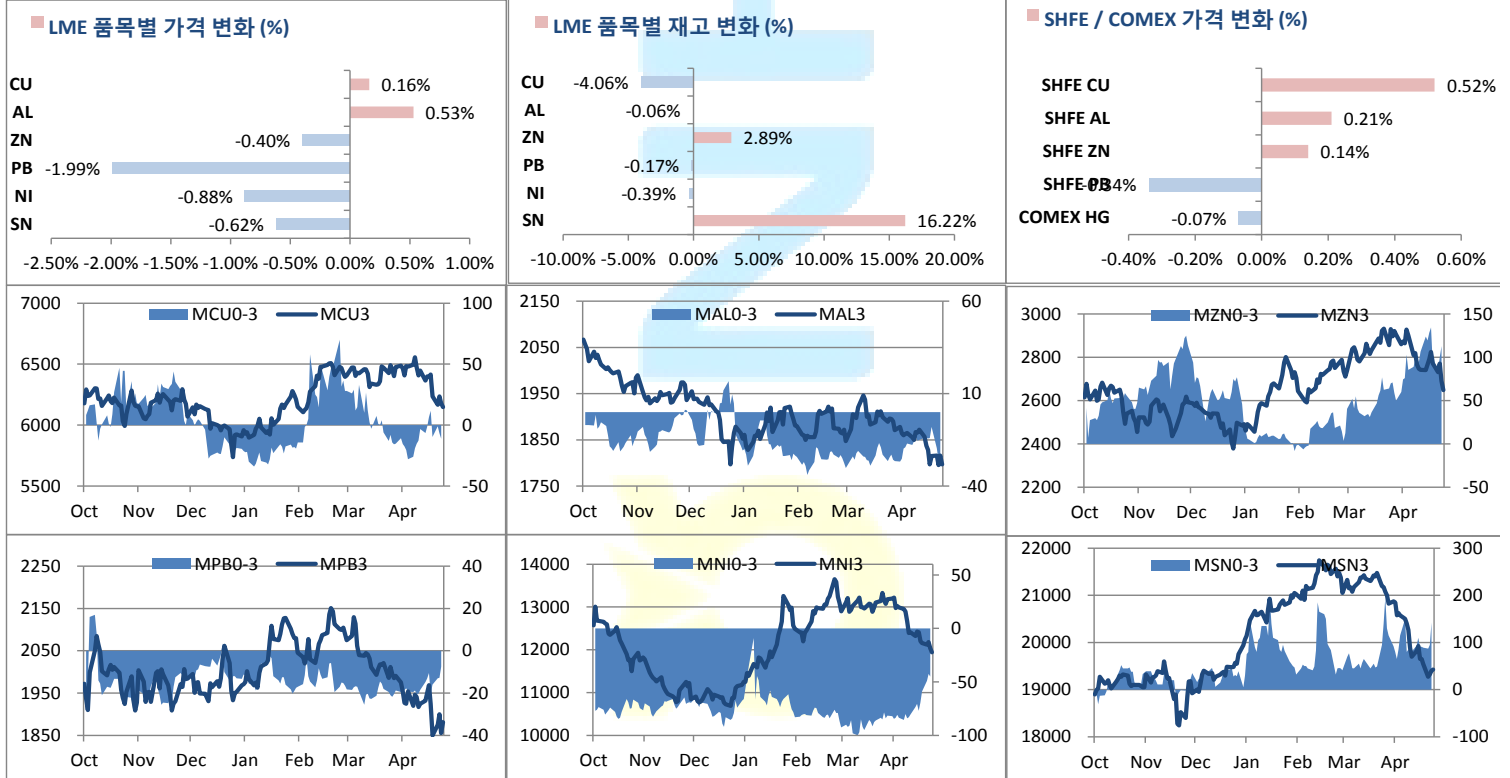 LME 품목별 가격 변화 (%)
CU 0.16%
AL 0.53%
ZN -0.40%
PB -1.99%
NI -0.88%
SN -0.62%
-2.50% -2.00% -1.50% -1.00% -0.50% 0.00% 0.50% 1.00%
LME 품목별 재고 변화 (%)
CU -4.06%
AL -0.06%
ZN 2.89%
PB -0.17%
NI -0.39%
SN 16.22%
-10.00% -5.00% 0.00% 5.00% 10.00% 15.00% 20.00%
SHFE / COMEX 가격 변화 (%)
SHFE CU 0.52%
SHFE AL 0.21%
SHFE ZN 0.14%
SHFE PB -0.34%
COMEX HG -0.07%
-0.40% -0.20% 0.00% 0.20% 0.40% 0.60%
MCU0-3 MCU3
7000 100
6500 50
6000 0
5500 -50
Oct Nov Dec Jan Feb Mar Apr
MAL0-3 MAL3
2150 60
2050
1950 10
1850
1750 -40
Oct Nov Dec Jan Feb Mar Apr
MZN0-3 MZN3
3000 150
2800 100
2600 50
2400 0
2200 -50
Oct Nov Dec Jan Feb Mar Apr
MPB0-3 MPB3
2250 40
2150 20
2050 0
1950 -20
1850 -40
Oct Nov Dec Jan Feb Mar Apr
MNI0-3 MNI3
14000 50
13000 0
12000
11000 -50
10000 -100
Oct Nov Dec Jan Feb Mar Apr
MSN0-3 MSN3
22000 300
21000 200
20000 100
19000 0
18000 -100
Oct Nov Dec Jan Feb Mar Apr